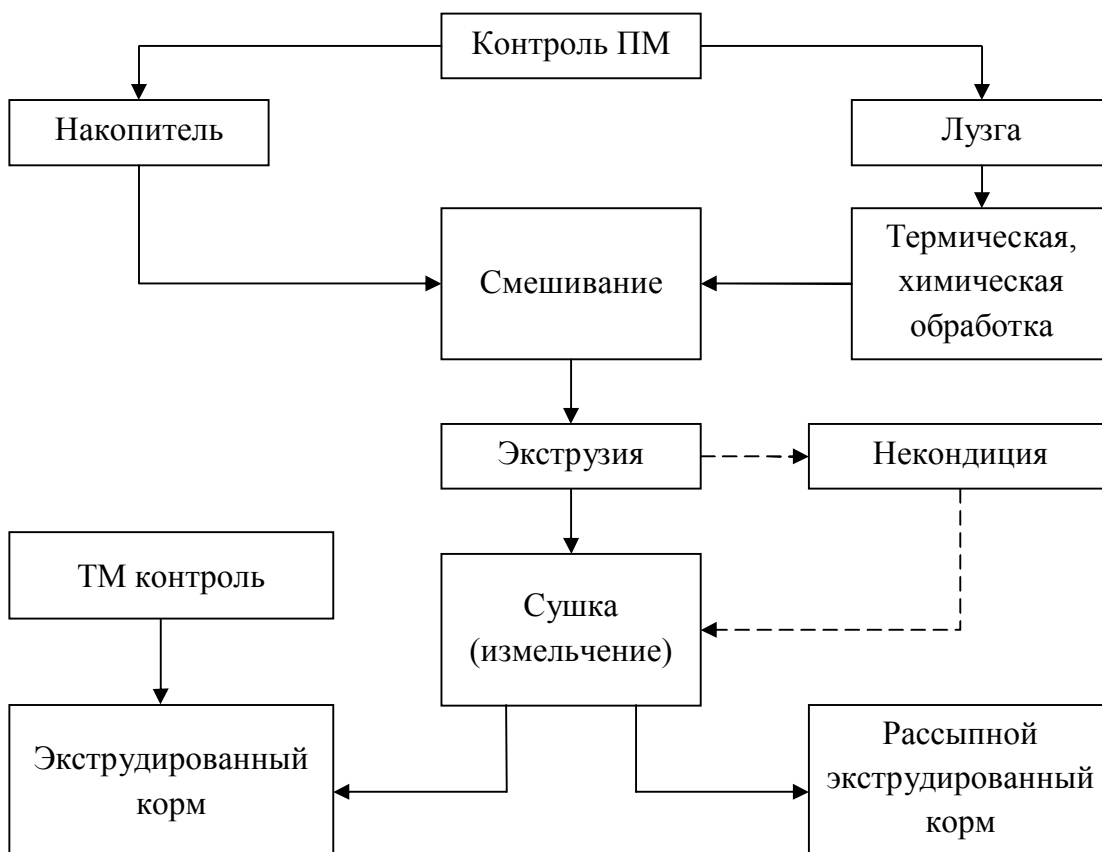 Контроль ПМ
Накопитель
Лузга
Термическая,
химическая
обработка
Смешивание
Экструзия
Некондиция
ТМ контроль
Сушка
(измельчение)
Экструдированный
корм
Рассыпной
экструдированный
корм